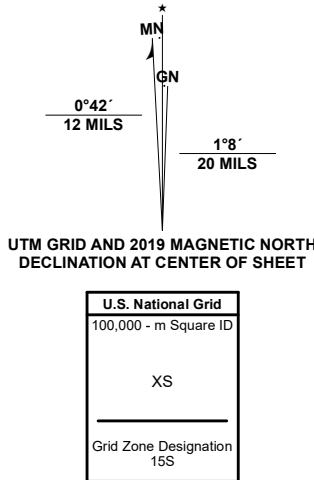 ★
MN
GN
0°42´
12 MILS
1°8´
20 MILS
UTM GRID AND 2019 MAGNETIC NORTH
DECLINATION AT CENTER OF SHEET
U.S. National Grid
100,000 - m Square ID
XS
Grid Zone Designation
15S